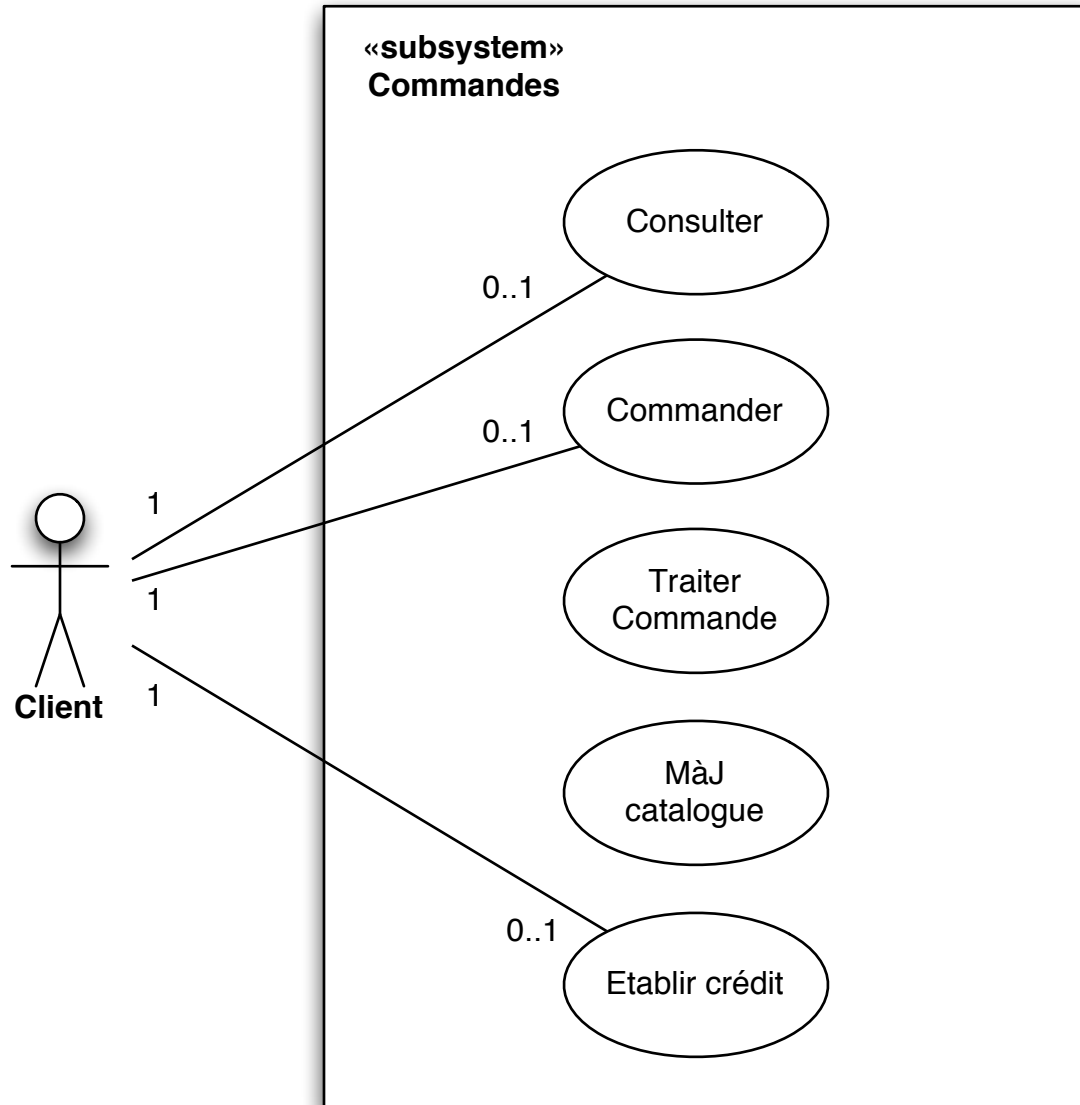 «subsystem»
Commandes
Consulter
0..1
Commander
0..1
1
1
Traiter
Commande
Client
1
MàJ
catalogue
0..1
Etablir crédit